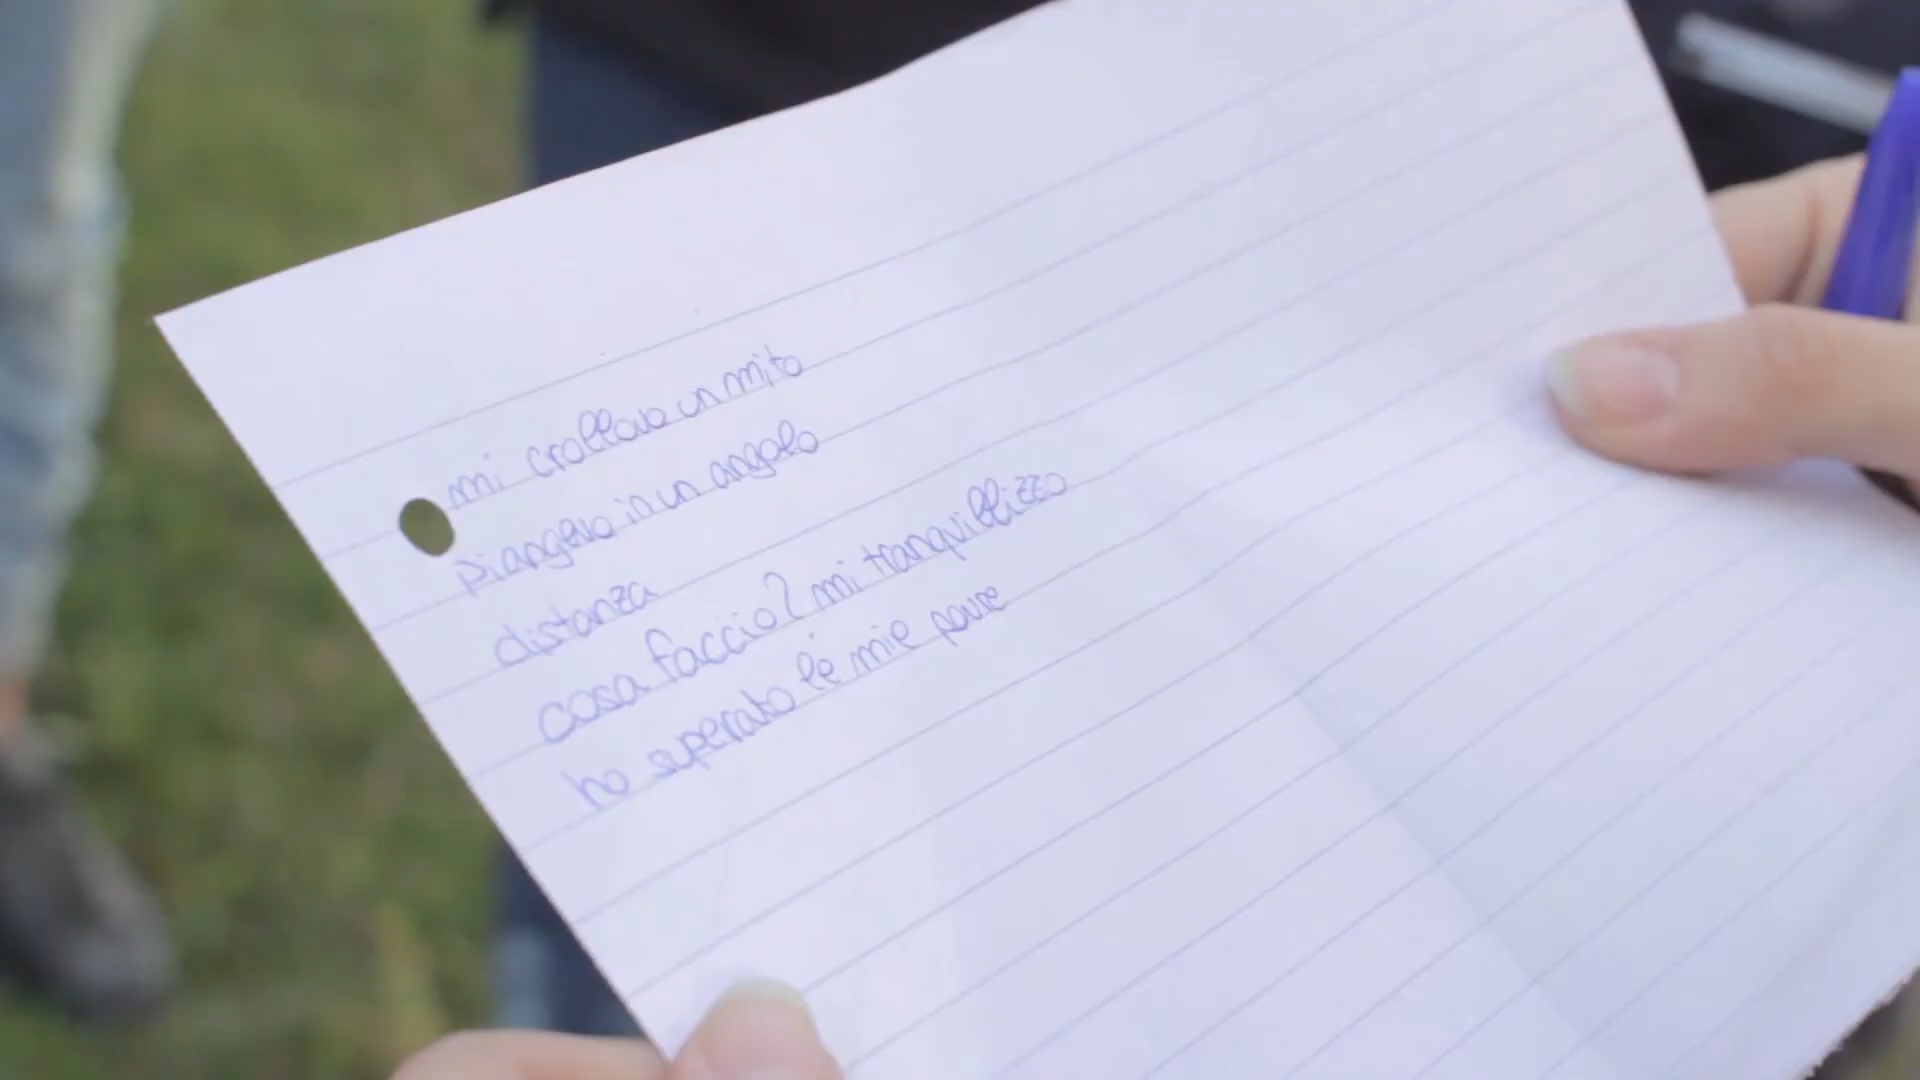 mi crollava un mito
piangevo in un angolo
distanza
cosa faccio? mi tranquillizzo
ho superato le mie paure